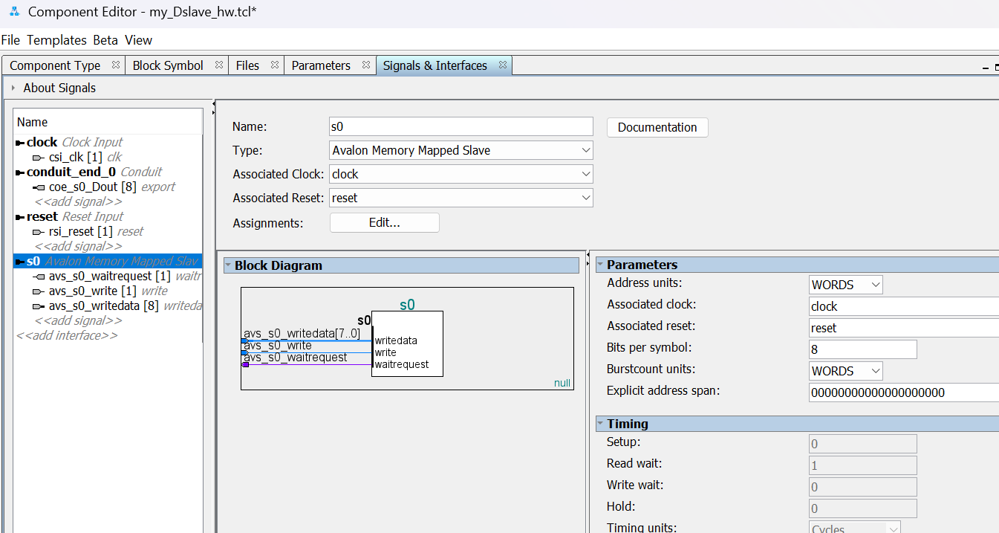 Component Editor - my_Dslave_hw.tcl*
File Templates Beta View
Component Type Block Symbol Files Parameters Signals & Interfaces
About Signals
Name
clock Clock Input
csi_clk [1] clk
conduit_end_0 Conduit
coe_s0_Dout [8] export
<<add signal>>
reset Reset Input
rsi_reset [1] reset
<<add signal>>
s0 Avalon Memory Mapped Slav
avs_s0_waitrequest [1] waitr
avs_s0_write [1] write
avs_s0_writedata [8] writeda
<<add signal>>
<<add interface>>
Name: s0 Documentation
Type: Avalon Memory Mapped Slave
Associated Clock: clock
Associated Reset: reset
Assignments: Edit...
Block Diagram
s0
s0
avs_s0_writedata[7..0] writedata
avs_s0_write write
avs_s0_waitrequest waitrequest
null
Parameters
Address units: WORDS
Associated clock: clock
Associated reset: reset
Bits per symbol: 8
Burstcount units: WORDS
Explicit address span: 00000000000000000000
Timing
Setup: 0
Read wait: 1
Write wait: 0
Hold: 0
Timing units: Cycles